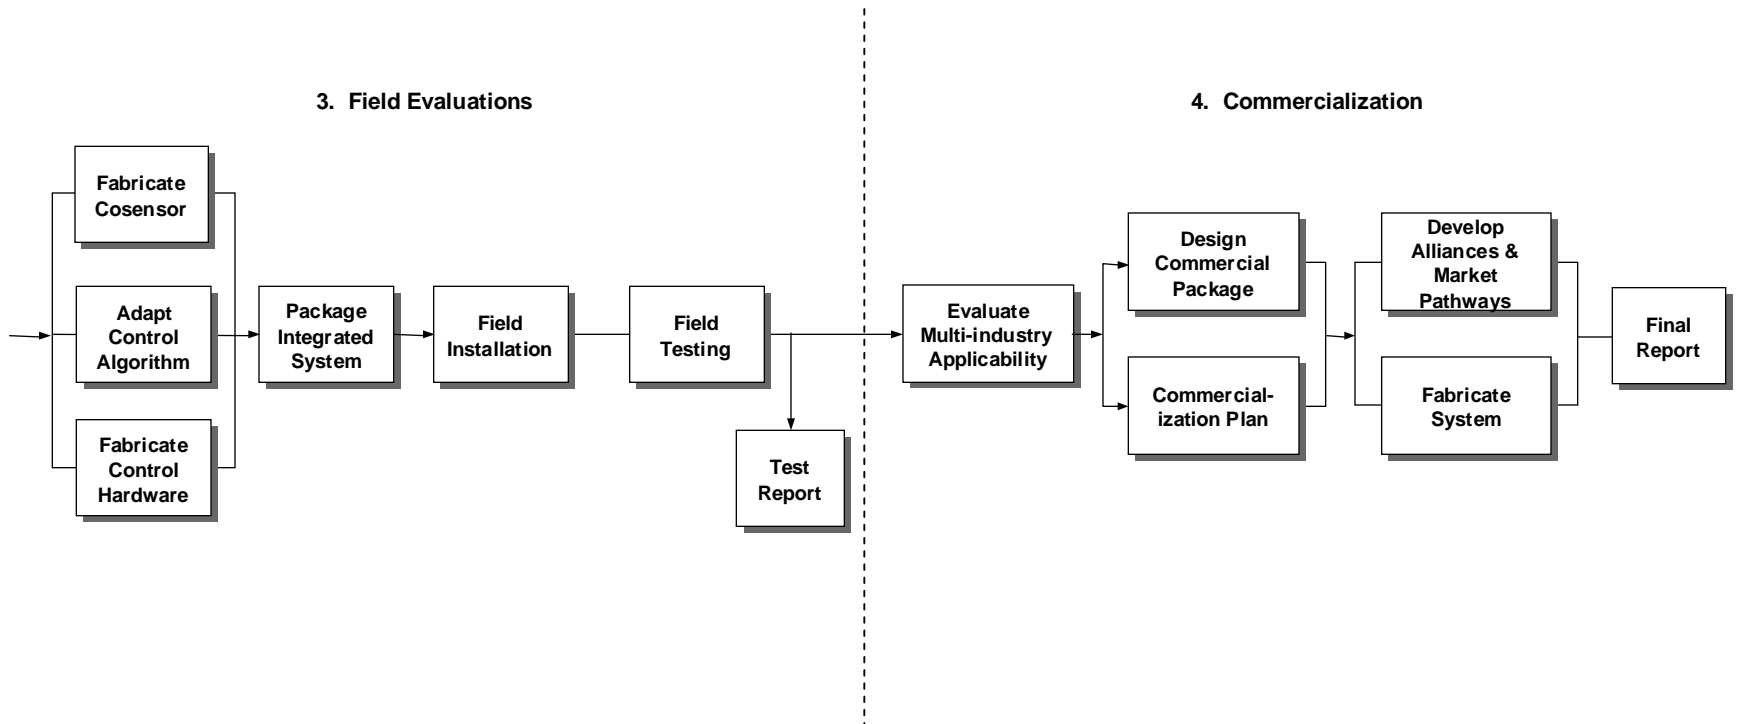 3. Field Evaluations
Fabricate
Cosensor
Adapt
Control
Algorithm
Fabricate
Control
Hardware
Package
Integrated
System
Field
Installation
Field
Testing
Test
Report
4. Commercialization
Evaluate
Multi-industry
Applicability
Design
Commercial
Package
Commercial-
ization Plan
Develop
Alliances &
Market
Pathways
Fabricate
System
Final
Report